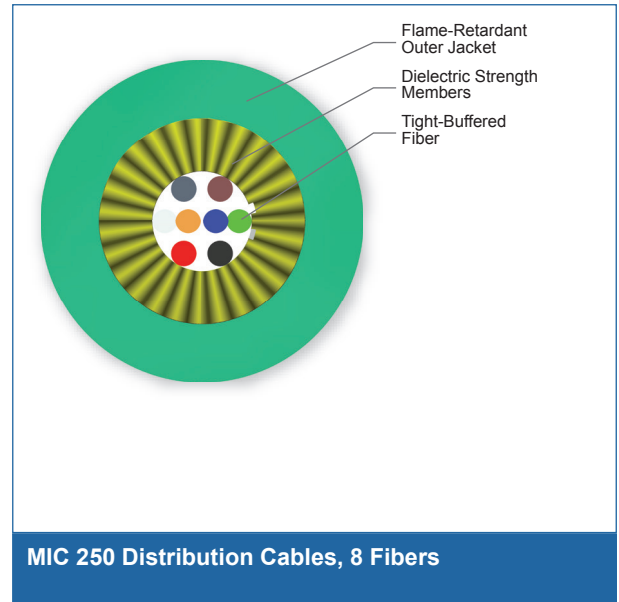 Flame-Retardant
Outer Jacket
Dielectric Strength
Members
Tight-Buffered
Fiber
MIC 250 Distribution Cables, 8 Fibers